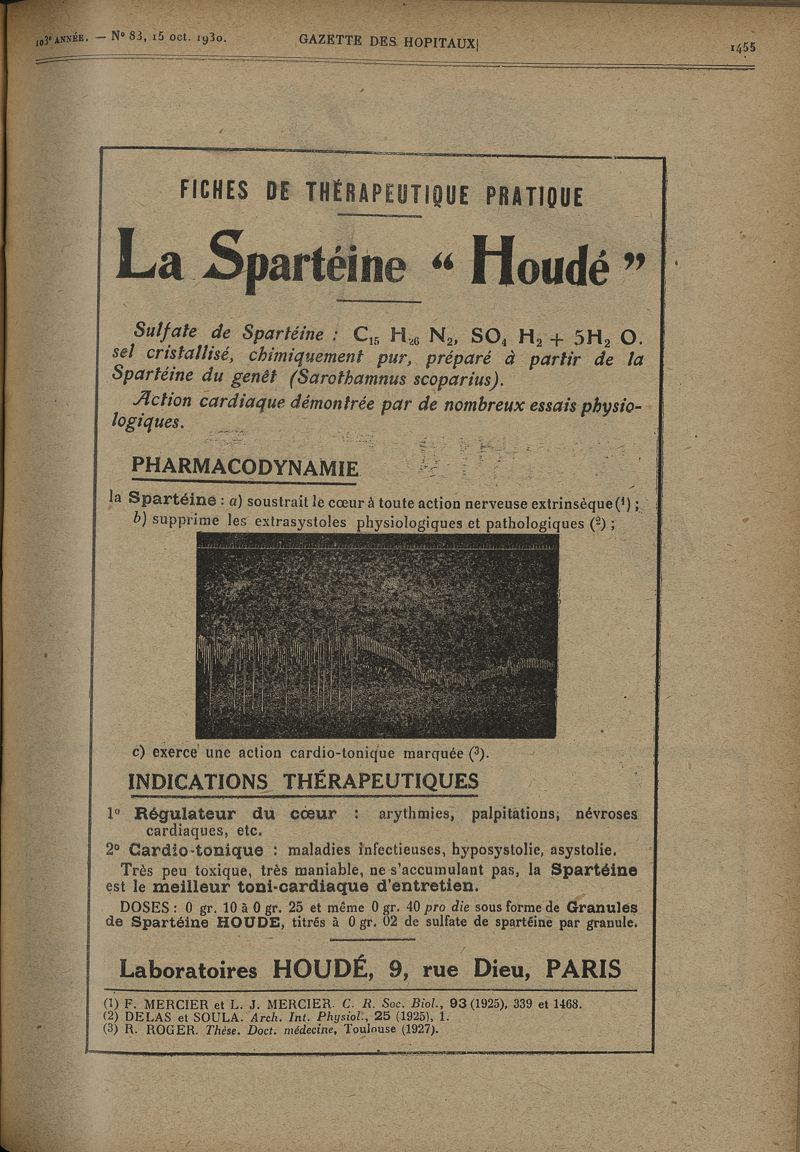 103e ANNÉE. — N° 83, 15 oct. 1930.
GAZETTE DES HOPITAUX
1455
FICHES DE THÉRAPEUTIQUE PRATIQUE
La Spartéine “ Houdé ”
Sulfate de Spartéine : C15 H26 N2, SO4 H2 + 5H2 O.
sel cristallisé, chimiquement pur, préparé à partir de la
Spartéine du genêt (Sarothamnus scoparius).
Action cardiaque démontrée par de nombreux essais physio-
logiques.
PHARMACODYNAMIE
la Spartéine : a) soustrait le cœur à toute action nerveuse extrinsèque (1) ;
b) supprime les extrasystoles physiologiques et pathologiques (2) ;
c) exerce une action cardio-tonique marquée (3).
INDICATIONS THÉRAPEUTIQUES
1° Régulateur du cœur : arythmies, palpitations, névroses
cardiaques, etc.
2° Cardio-tonique : maladies infectieuses, hyposystolie, asystolie.
Très peu toxique, très maniable, ne s'accumulant pas, la Spartéine
est le meilleur toni-cardiaque d'entretien.
DOSES : 0 gr. 10 à 0 gr. 25 et même 0 gr. 40 pro die sous forme de Granules
de Spartéine HOUDE, titrés à 0 gr. 02 de sulfate de spartéine par granule.
Laboratoires HOUDÉ, 9, rue Dieu, PARIS
(1) F. MERCIER et L. J. MERCIER. C. R. Soc. Biol., 93 (1925), 339 et 1468.
(2) DELAS et SOULA. Arch. Int. Physiol., 25 (1925), 1.
(3) R. ROGER. Thèse. Doct. médecine, Toulouse (1927).